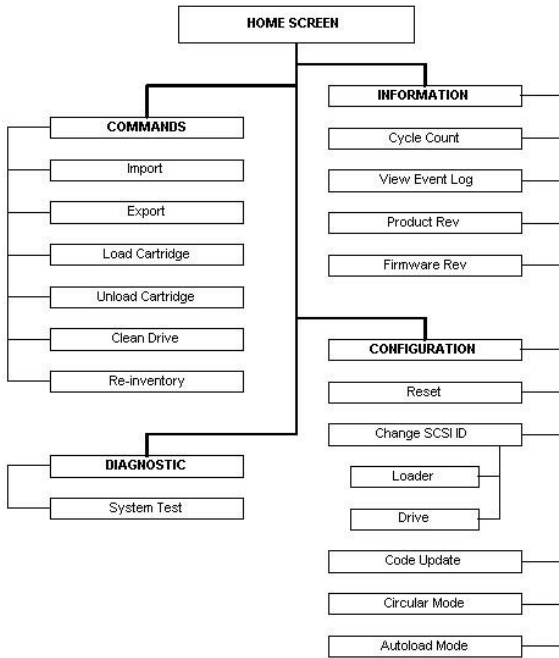 HOME SCREEN
COMMANDS
Import
Export
Load Cartridge
Unload Cartridge
Clean Drive
Re-inventory
DIAGNOSTIC
System Test
INFORMATION
Cycle Count
View Event Log
Product Rev
Firmware Rev
CONFIGURATION
Reset
Change SCSI ID
Loader
Drive
Code Update
Circular Mode
Autoload Mode